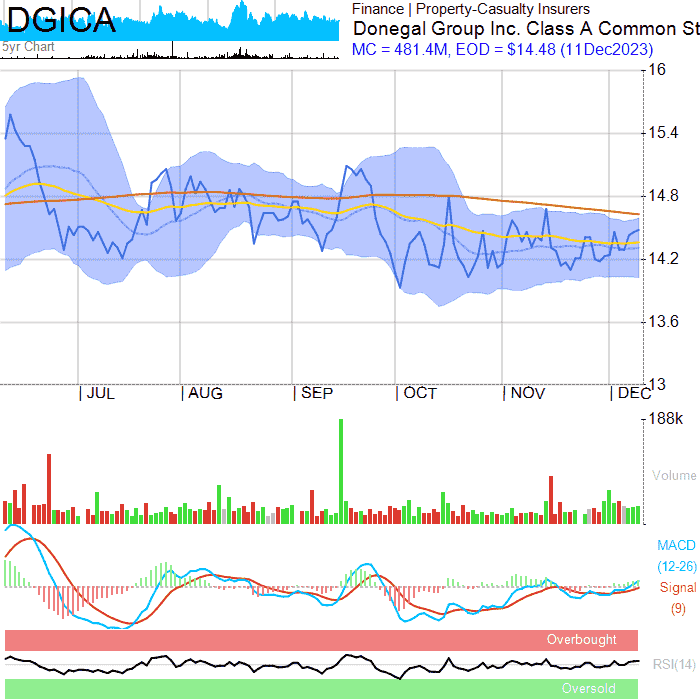 DGICA
5yr Chart
Finance | Property-Casualty Insurers
Donegal Group Inc. Class A Common St
MC = 481.4M, EOD = $14.48 (11Dec2023)
16
15.4
14.8
14.2
13.6
13
JUL AUG SEP OCT NOV DEC
188k
Volume
MACD
(12-26)
Signal
(9)
Overbought
RSI(14)
Oversold